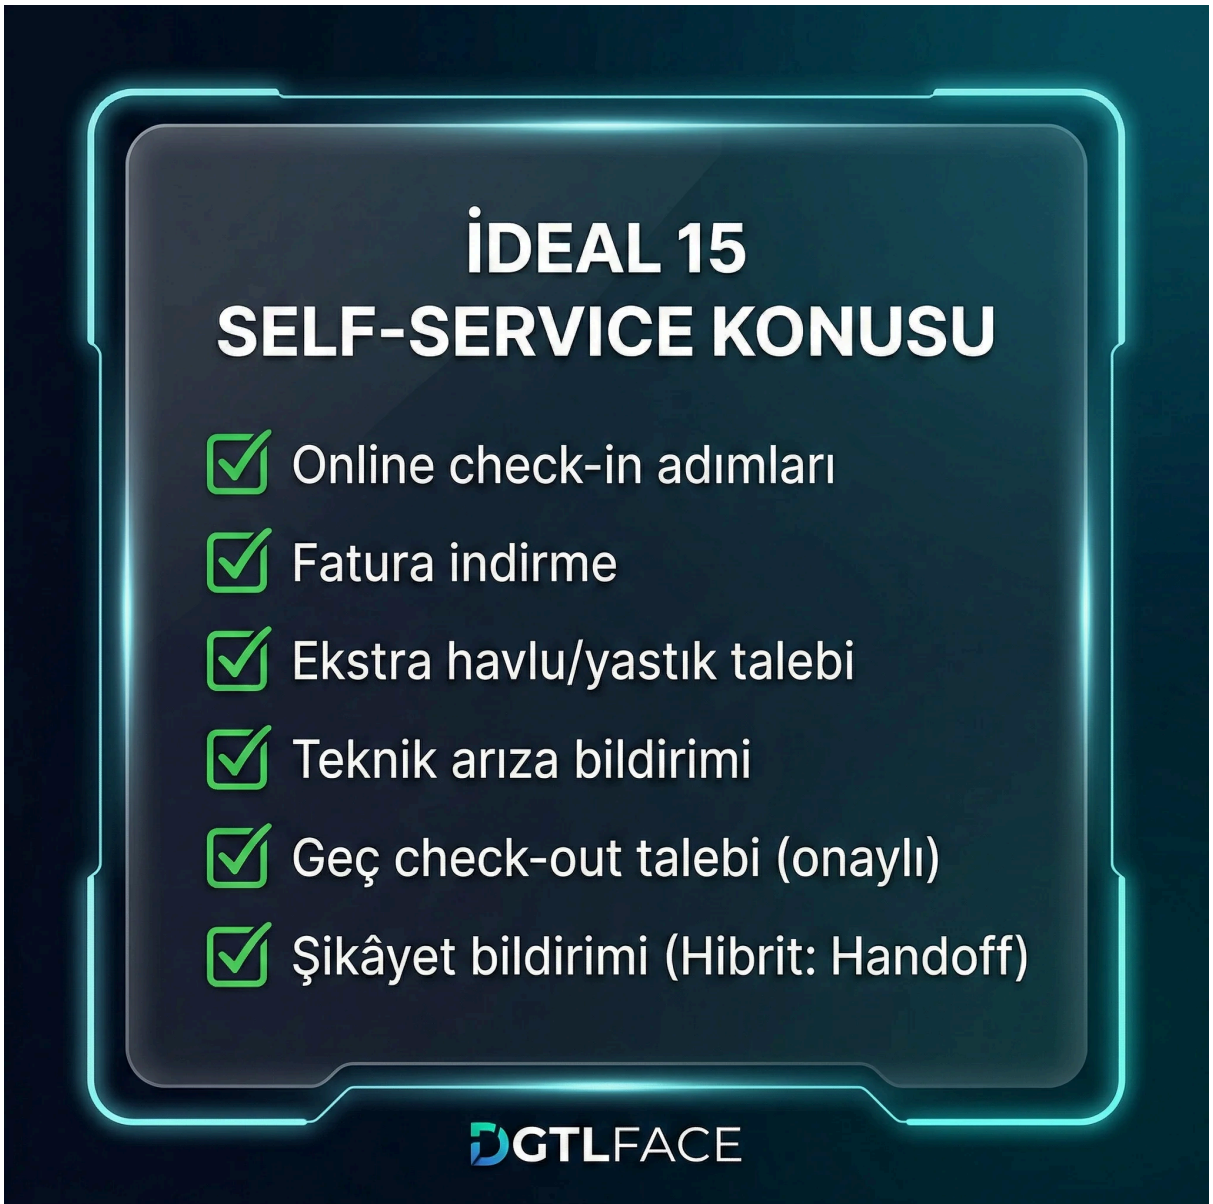 İDEAL 15
SELF-SERVICE KONUSU
Online check-in adımları
Fatura indirme
Ekstra havlu/yastık talebi
Teknik arıza bildirimi
Geç check-out talebi (onaylı)
Şikâyet bildirimi (Hibrit: Handoff)
DGTLFACE